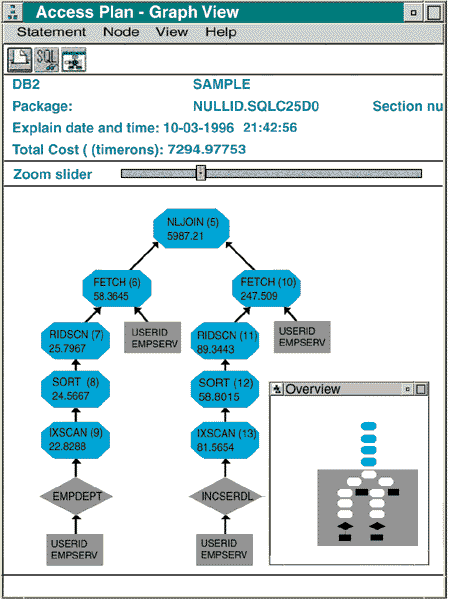 Access Plan - Graph View
Statement Node View Help
SQL
DB2 SAMPLE
Package: NULLID.SQLC25D0 Section nu
Explain date and time: 10-03-1996 21:42:56
Total Cost ( (timerons): 7294.97753
Zoom slider
NLJOIN (5)
5987.21
FETCH (6)
58.3645
FETCH (10)
247.509
USERID
EMPSERV
USERID
EMPSERV
RIDSCN (7)
25.7967
RIDSCN (11)
89.3443
SORT (8)
24.5667
SORT (12)
58.8015
Overview
IXSCAN (9)
22.8288
IXSCAN (13)
81.5654
EMPDEPT
INCSERDL
USERID
EMPSERV
USERID
EMPSERV